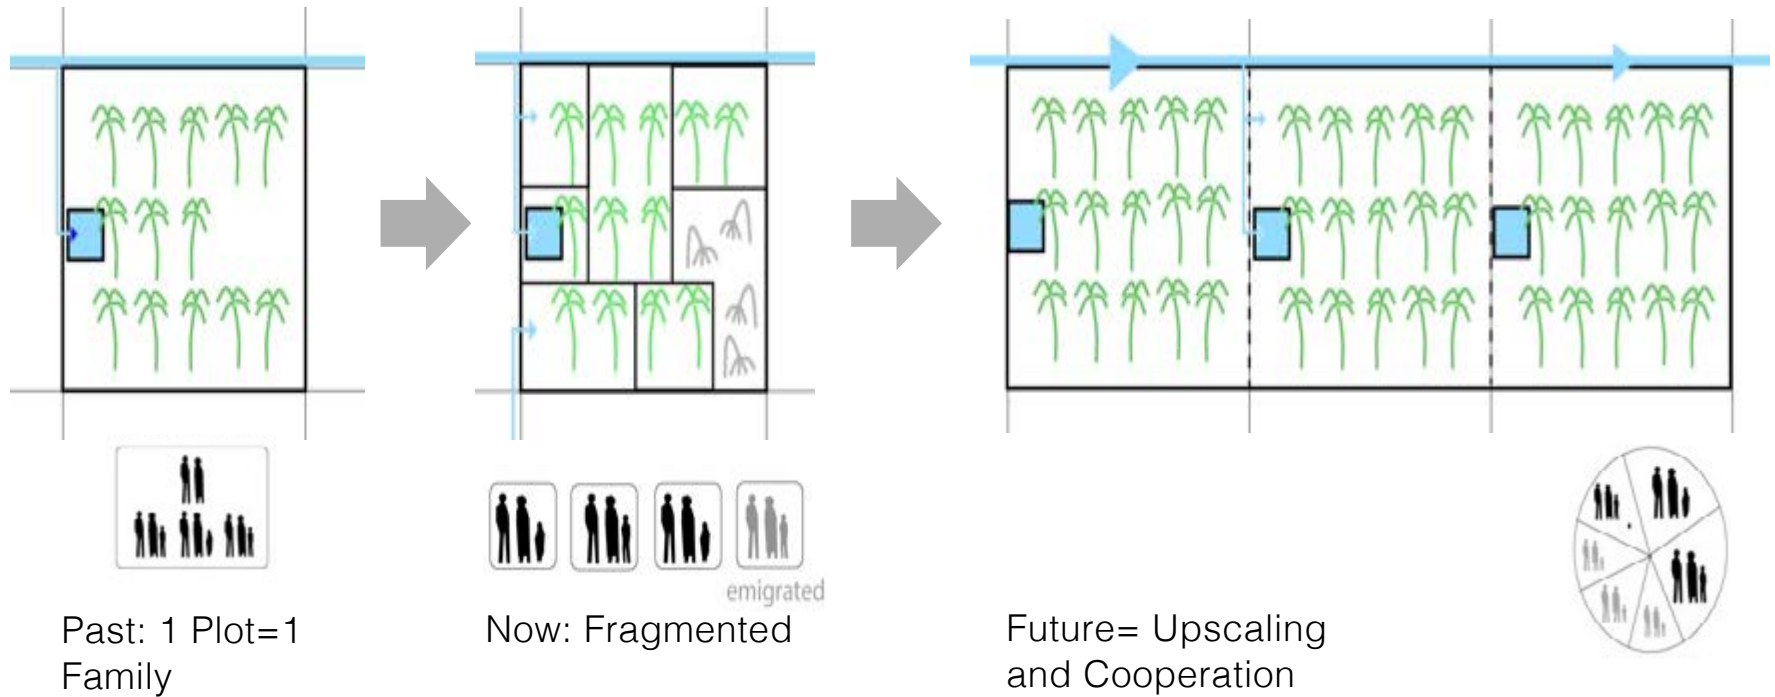 emigrated
Past: 1 Plot=1
Family
Now: Fragmented
Future= Upscaling
and Cooperation